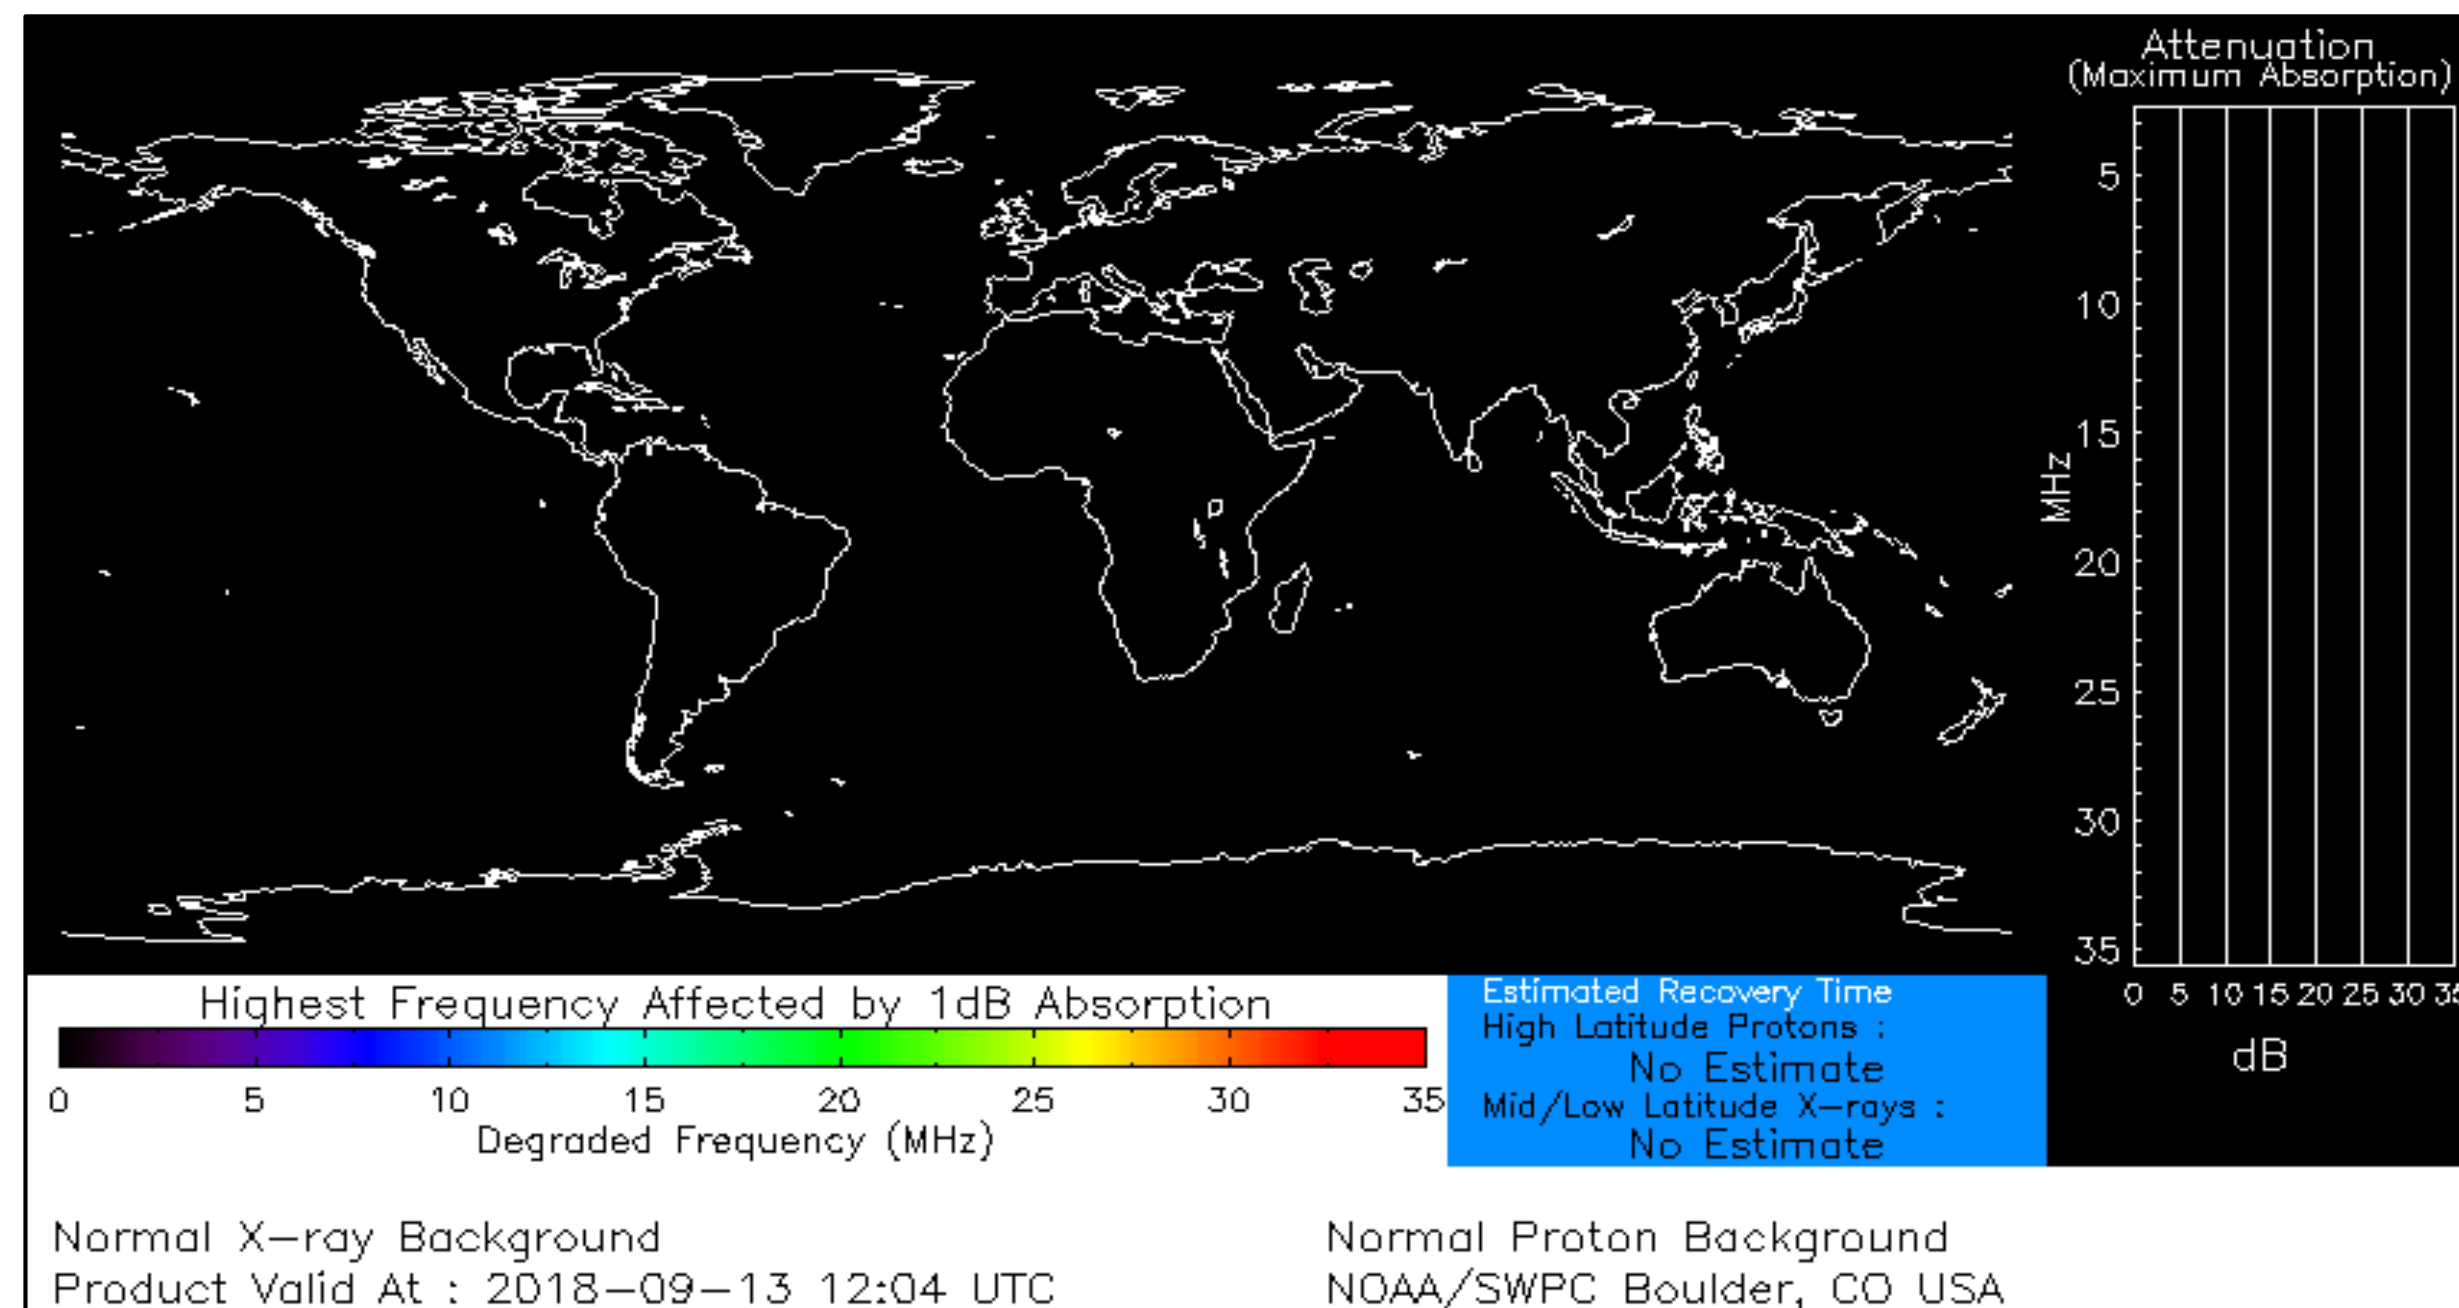 Attenuation
(Maximum Absorption)
5
10
15
20
25
30
35
MHz
0 5 10 15 20 25 30 35
dB
Highest Frequency Affected by 1dB Absorption
0 5 10 15 20 25 30 35
Degraded Frequency (MHz)
Estimated Recovery Time
High Latitude Protons :
No Estimate
Mid/Low Latitude X-rays :
No Estimate
Normal X-ray Background
Normal Proton Background
Product Valid At : 2018-09-13 12:04 UTC
NOAA/SWPC Boulder, CO USA